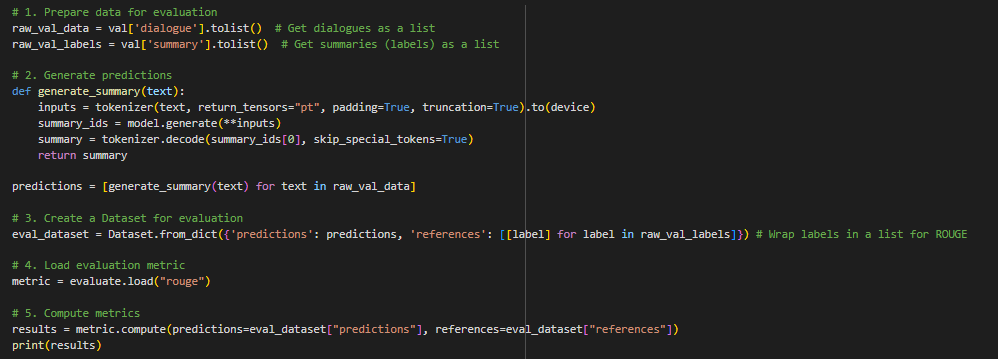 # 1. Prepare data for evaluation
raw_val_data = val['dialogue'].tolist()  # Get dialogues as a list
raw_val_labels = val['summary'].tolist()  # Get summaries (labels) as a list

# 2. Generate predictions
def generate_summary(text):
    inputs = tokenizer(text, return_tensors="pt", padding=True, truncation=True).to(device)
    summary_ids = model.generate(**inputs)
    summary = tokenizer.decode(summary_ids[0], skip_special_tokens=True)
    return summary

predictions = [generate_summary(text) for text in raw_val_data]

# 3. Create a Dataset for evaluation
eval_dataset = Dataset.from_dict({'predictions': predictions, 'references': [[label] for label in raw_val_labels]}) # Wrap labels in a list for ROUGE

# 4. Load evaluation metric
metric = evaluate.load("rouge")

# 5. Compute metrics
results = metric.compute(predictions=eval_dataset["predictions"], references=eval_dataset["references"])
print(results)